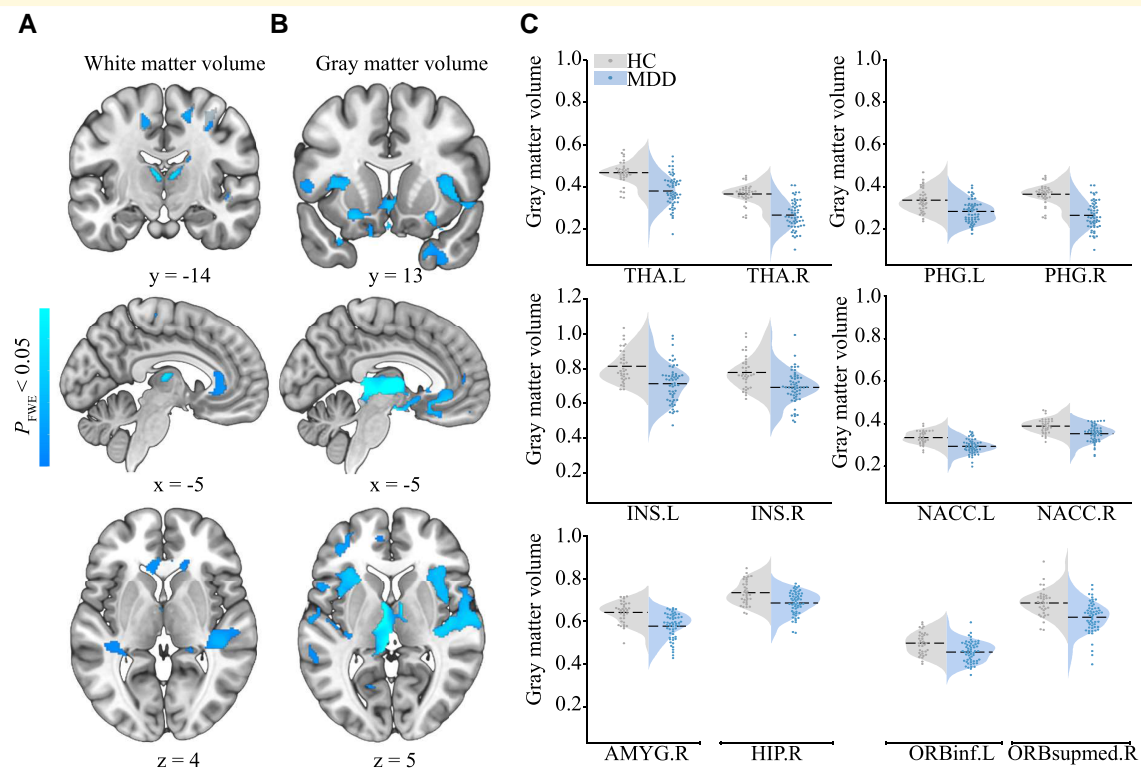 A
B
C
White matter volume
Gray matter volume
y = -14
y = 13
x = -5
x = -5
z = 4
z = 5
P FWE < 0.05
HC
MDD
Gray matter volume
1.0
0.8
0.6
0.4
0.2
THA.L THA.R
Gray matter volume
1.0
0.8
0.6
0.4
0.2
PHG.L PHG.R
Gray matter volume
1.2
1.0
0.8
0.6
0.4
0.2
INS.L INS.R
Gray matter volume
1.0
0.8
0.6
0.4
0.2
NACC.L NACC.R
Gray matter volume
1.0
0.8
0.6
0.4
0.2
AMYG.R HIP.R
ORBinf.L ORBsupmed.R